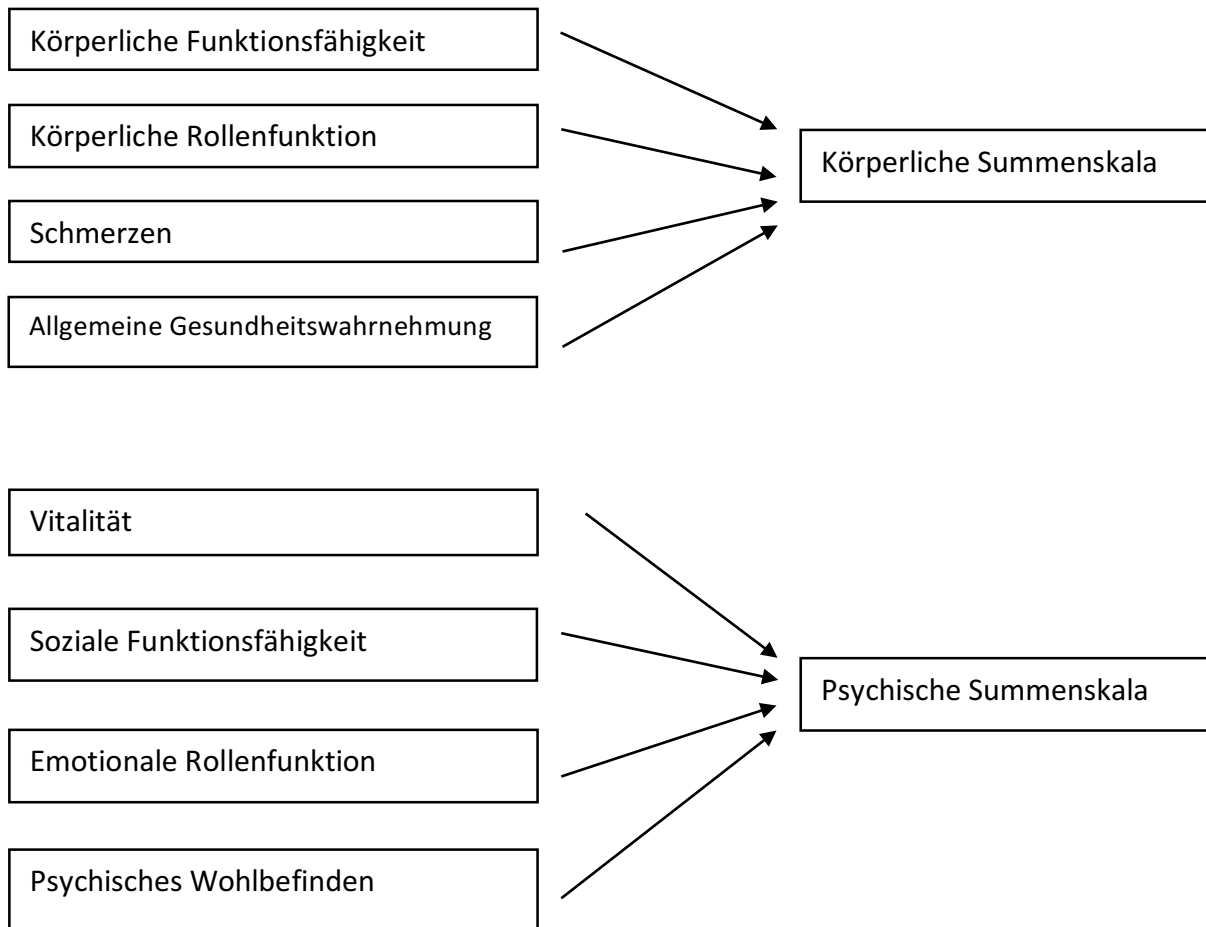 Körperliche Funktionsfähigkeit
Körperliche Rollenfunktion
Schmerzen
Allgemeine Gesundheitswahrnehmung
Körperliche Summenskala
Vitalität
Soziale Funktionsfähigkeit
Emotionale Rollenfunktion
Psychisches Wohlbefinden
Psychische Summenskala